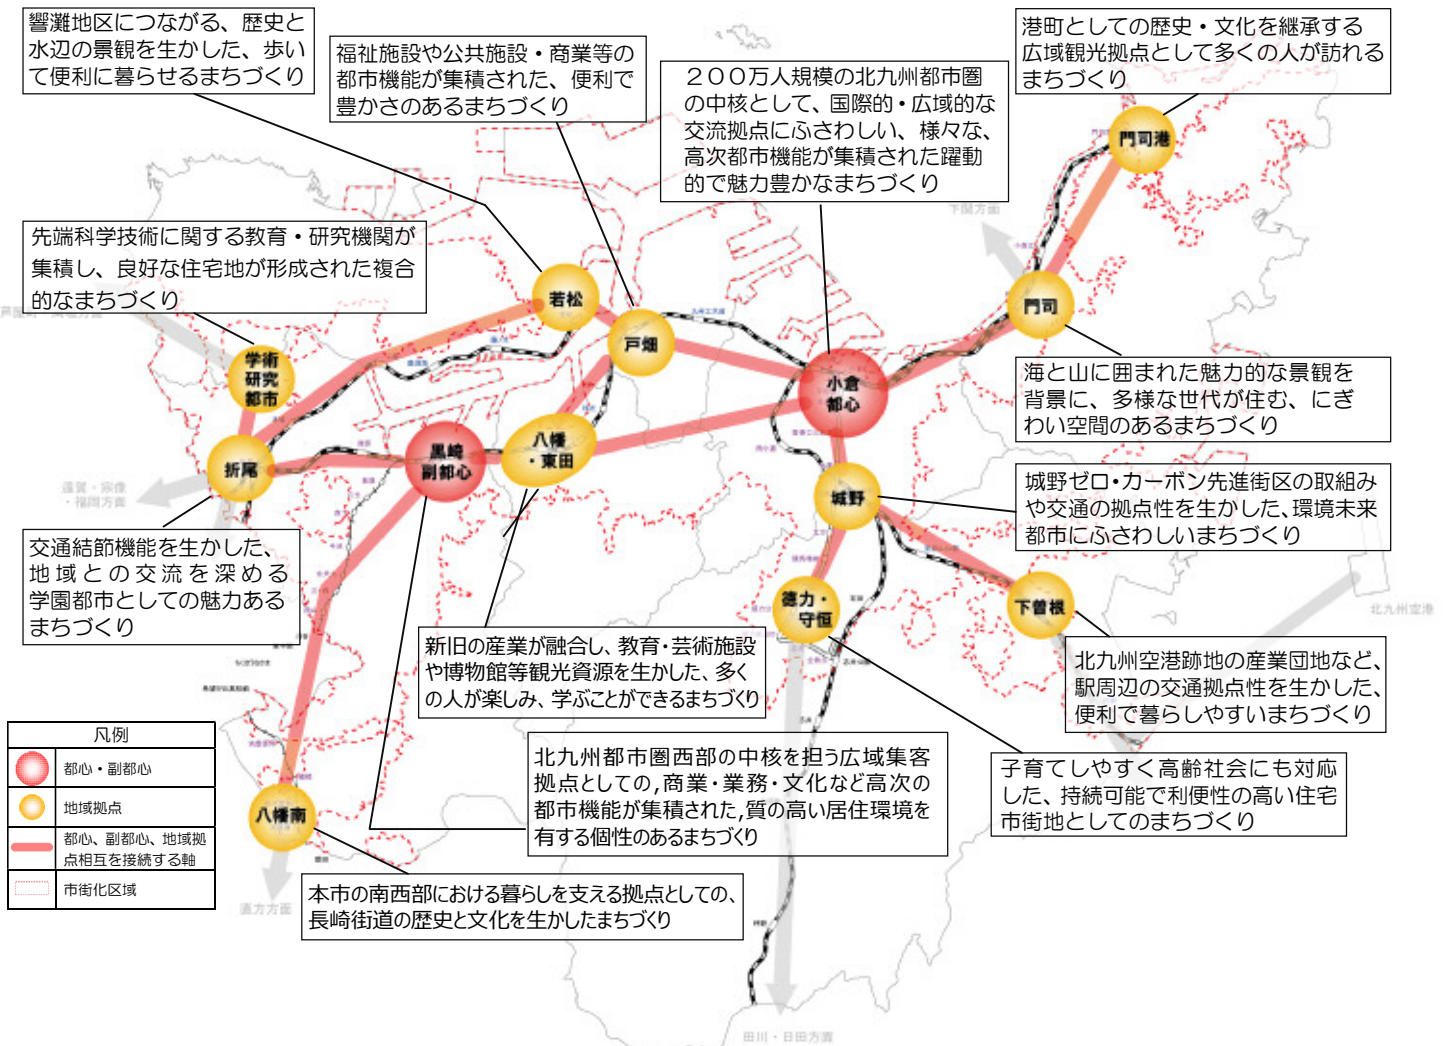 響灘地区につながる、歴史と
水辺の景観を生かした、歩い
て便利に暮らせるまちづくり
福祉施設や公共施設・商業等の
都市機能が集積された、便利で
豊かさのあるまちづくり
２００万人規模の北九州都市圏
の中核として、国際的・広域的な
交流拠点にふさわしい、様々な、
高次都市機能が集積された躍動
的で魅力豊かなまちづくり
港町としての歴史・文化を継承する
広域観光拠点として多くの人が訪れる
まちづくり
門司港
下関方面
先端科学技術に関する教育・研究機関が
集積し、良好な住宅地が形成された複合
的なまちづくり
若松
門司
戸畑
学術
研究
都市
小倉
都心
海と山に囲まれた魅力的な景観を
背景に、多様な世代が住む、にぎ
わい空間のあるまちづくり
折尾
黒崎
副都心
八幡
・東田
遠賀・宗像
・福岡方面
城野
城野ゼロ・カーボン先進街区の取組み
や交通の拠点性を生かした、環境未来
都市にふさわしいまちづくり
交通結節機能を生かした、
地域との交流を深める
学園都市としての魅力ある
まちづくり
徳力・
守恒
下曽根
北九州空港
新旧の産業が融合し、教育・芸術施設
や博物館等観光資源を生かした、多く
の人が楽しみ、学ぶことができるまちづくり
北九州空港跡地の産業団地など、
駅周辺の交通拠点性を生かした、
便利で暮らしやすいまちづくり
凡例
都心・副都心
地域拠点
都心、副都心、地域拠
点相互を接続する軸
市街化区域
北九州都市圏西部の中核を担う広域集客
拠点としての,商業・業務・文化など高次の
都市機能が集積された,質の高い居住環境を
有する個性のあるまちづくり
子育てしやすく高齢社会にも対応
した、持続可能で利便性の高い住宅
市街地としてのまちづくり
八幡南
直方方面
本市の南西部における暮らしを支える拠点としての、
長崎街道の歴史と文化を生かしたまちづくり
田川・日田方面